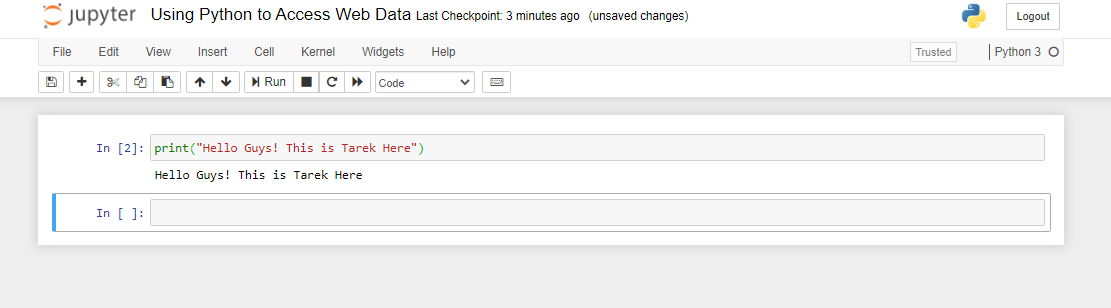 jupyter Using Python to Access Web Data Last Checkpoint: 3 minutes ago (unsaved changes) Logout
File Edit View Insert Cell Kernel Widgets Help Trusted Python 3
Run Code
In [2]: print("Hello Guys! This is Tarek Here")
Hello Guys! This is Tarek Here
In [ ]: